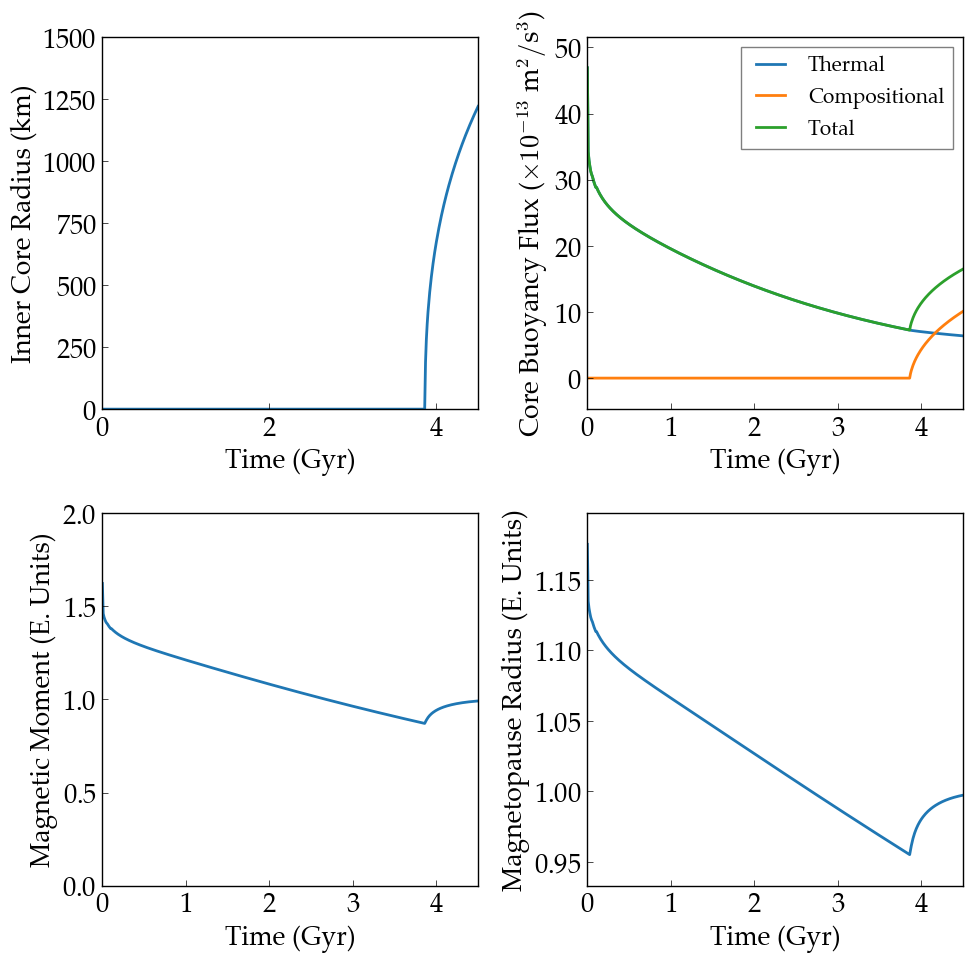 Inner Core Radius (km)
1500
1250
1000
750
500
250
0
0 2 4
Time (Gyr)
Core Buoyancy Flux (×10⁻¹³ m²/s³)
50
40
30
20
10
0
Thermal
Compositional
Total
0 1 2 3 4
Time (Gyr)
Magnetic Moment (E. Units)
2.0
1.5
1.0
0.5
0.0
0 1 2 3 4
Time (Gyr)
Magnetopause Radius (E. Units)
1.15
1.10
1.05
1.00
0.95
0 1 2 3 4
Time (Gyr)